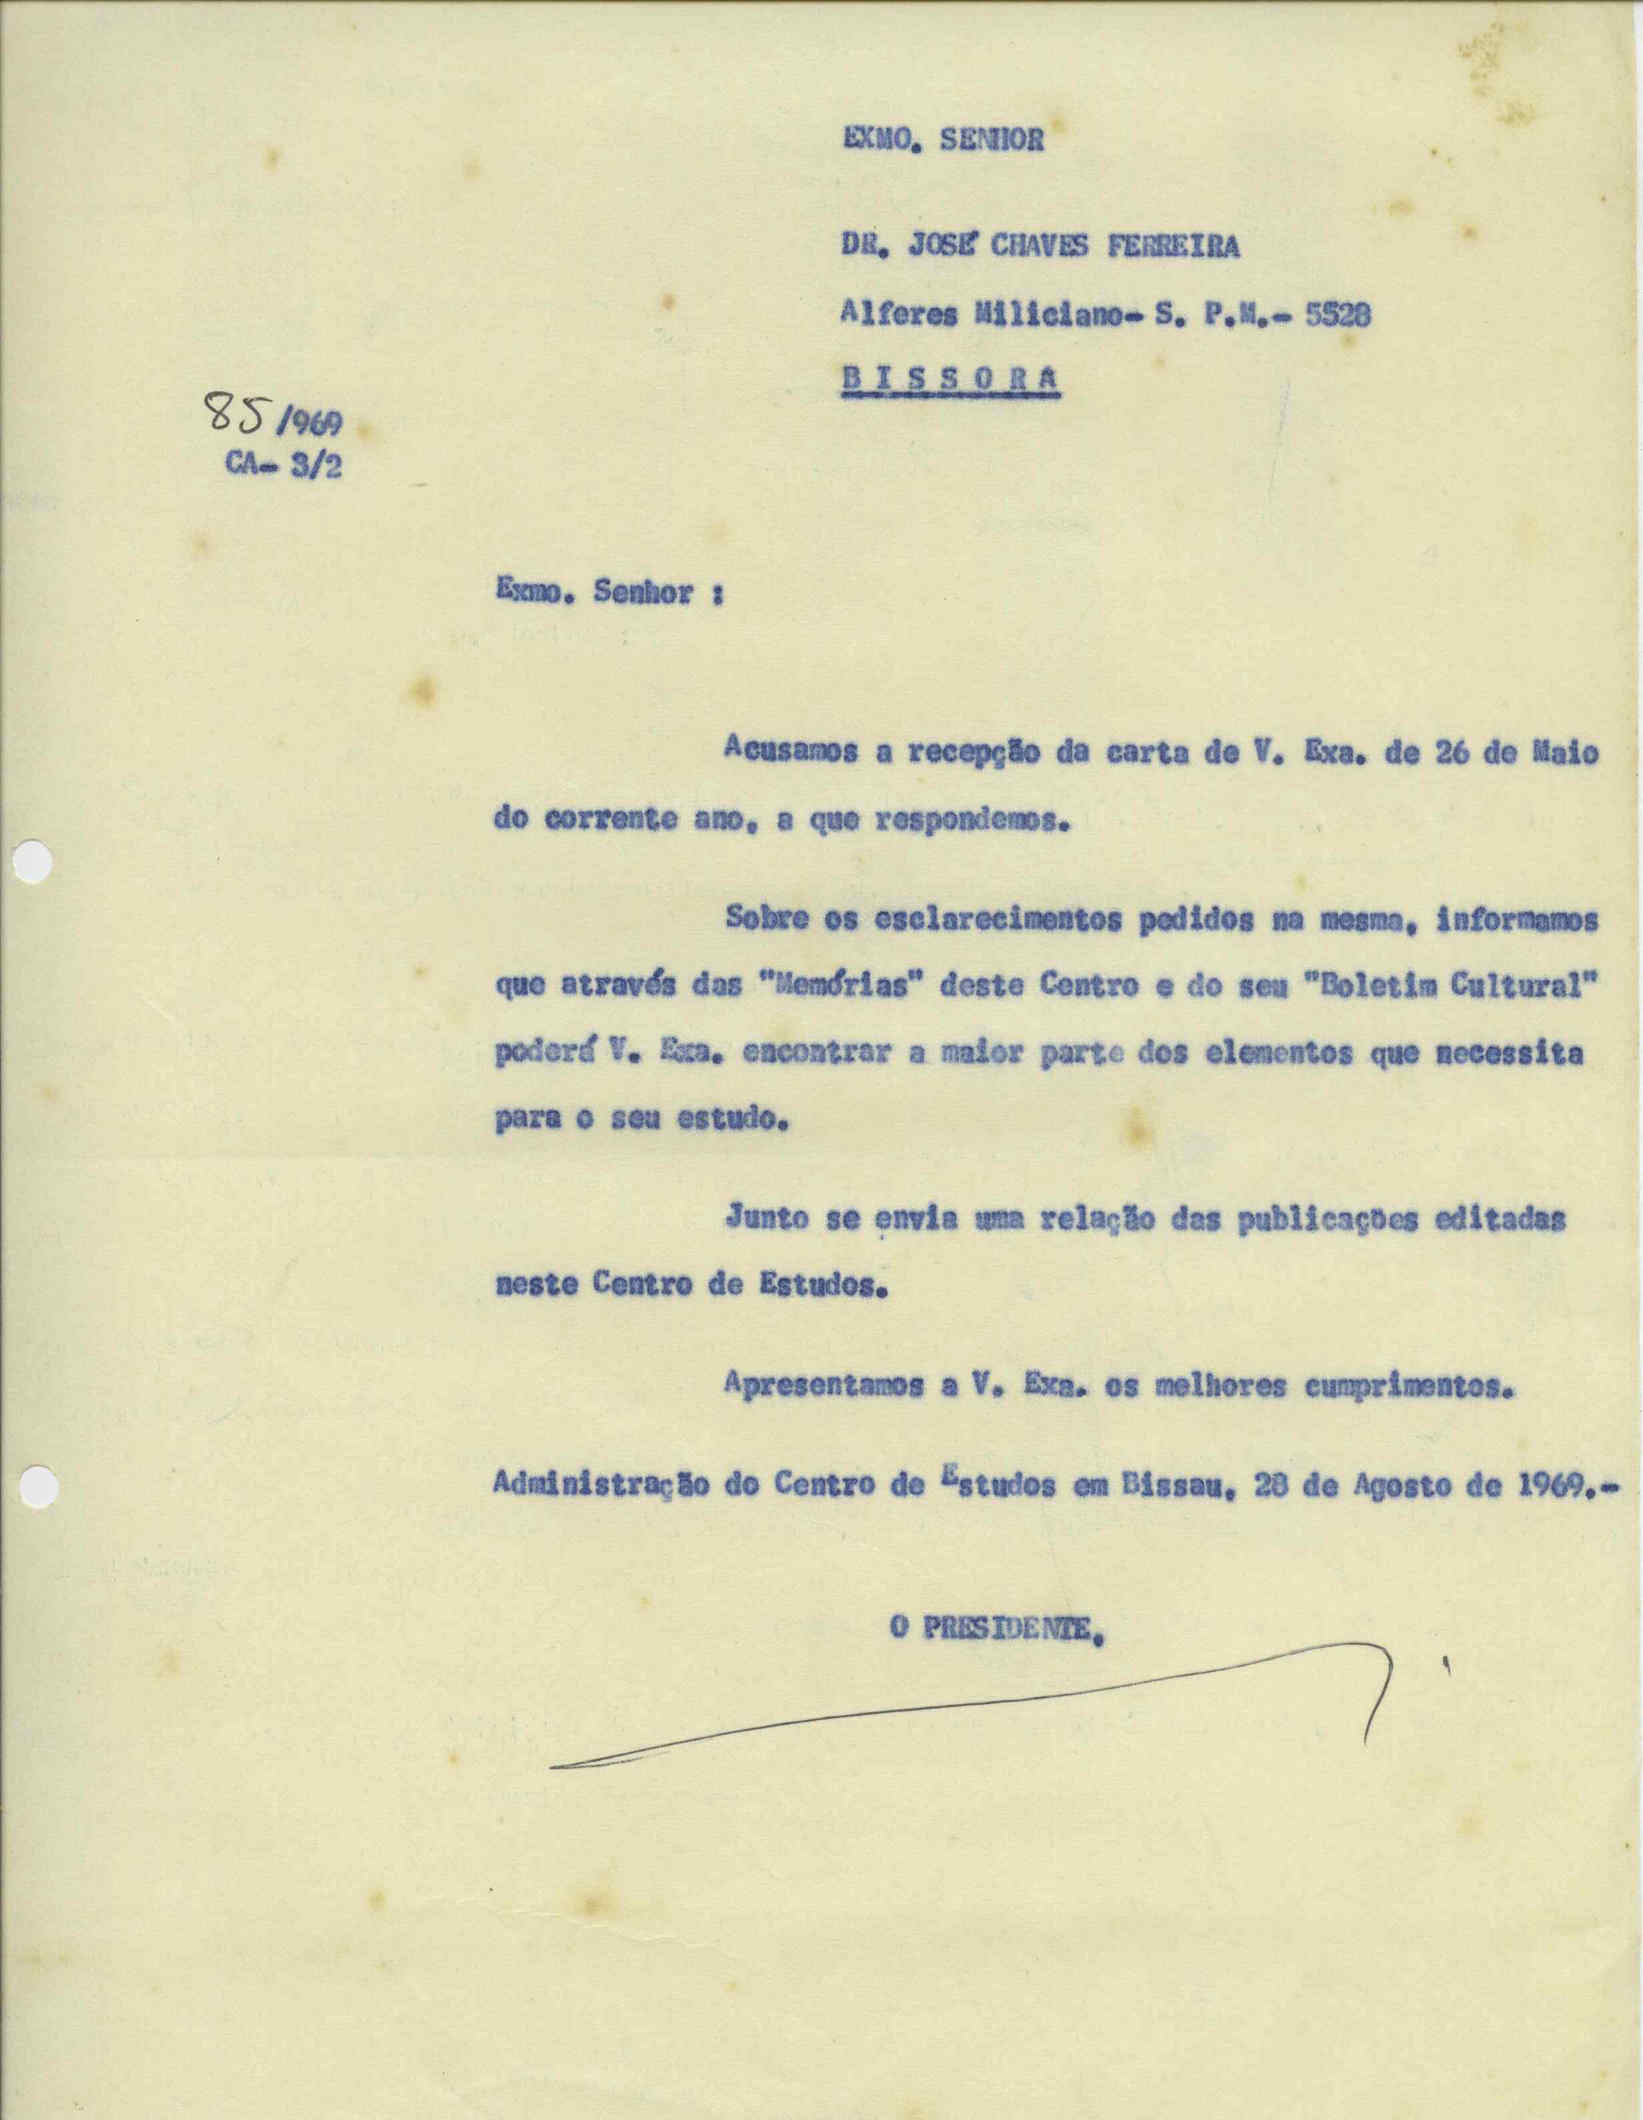 EXMO. SENHOR
DR. JOSÉ CHAVES FERREIRA
Alferes Miliciano- S. P.M.- 5528
BISSORA
85/969
CA- 3/2
Exmo. Senhor :
Acusamos a recepção da carta de V. Exa. de 26 de Maio
do corrente ano, a que respondemos.
Sobre os esclarecimentos pedidos na mesma, informamos
que através das "Memórias" deste Centro e do seu "Boletim Cultural"
poderá V. Exa. encontrar a maior parte dos elementos que necessita
para o seu estudo.
Junto se envia uma relação das publicações editadas
neste Centro de Estudos.
Apresentamos a V. Exa. os melhores cumprimentos.
Administração do Centro de Estudos em Bissau, 28 de Agosto de 1969.-
O PRESIDENTE,